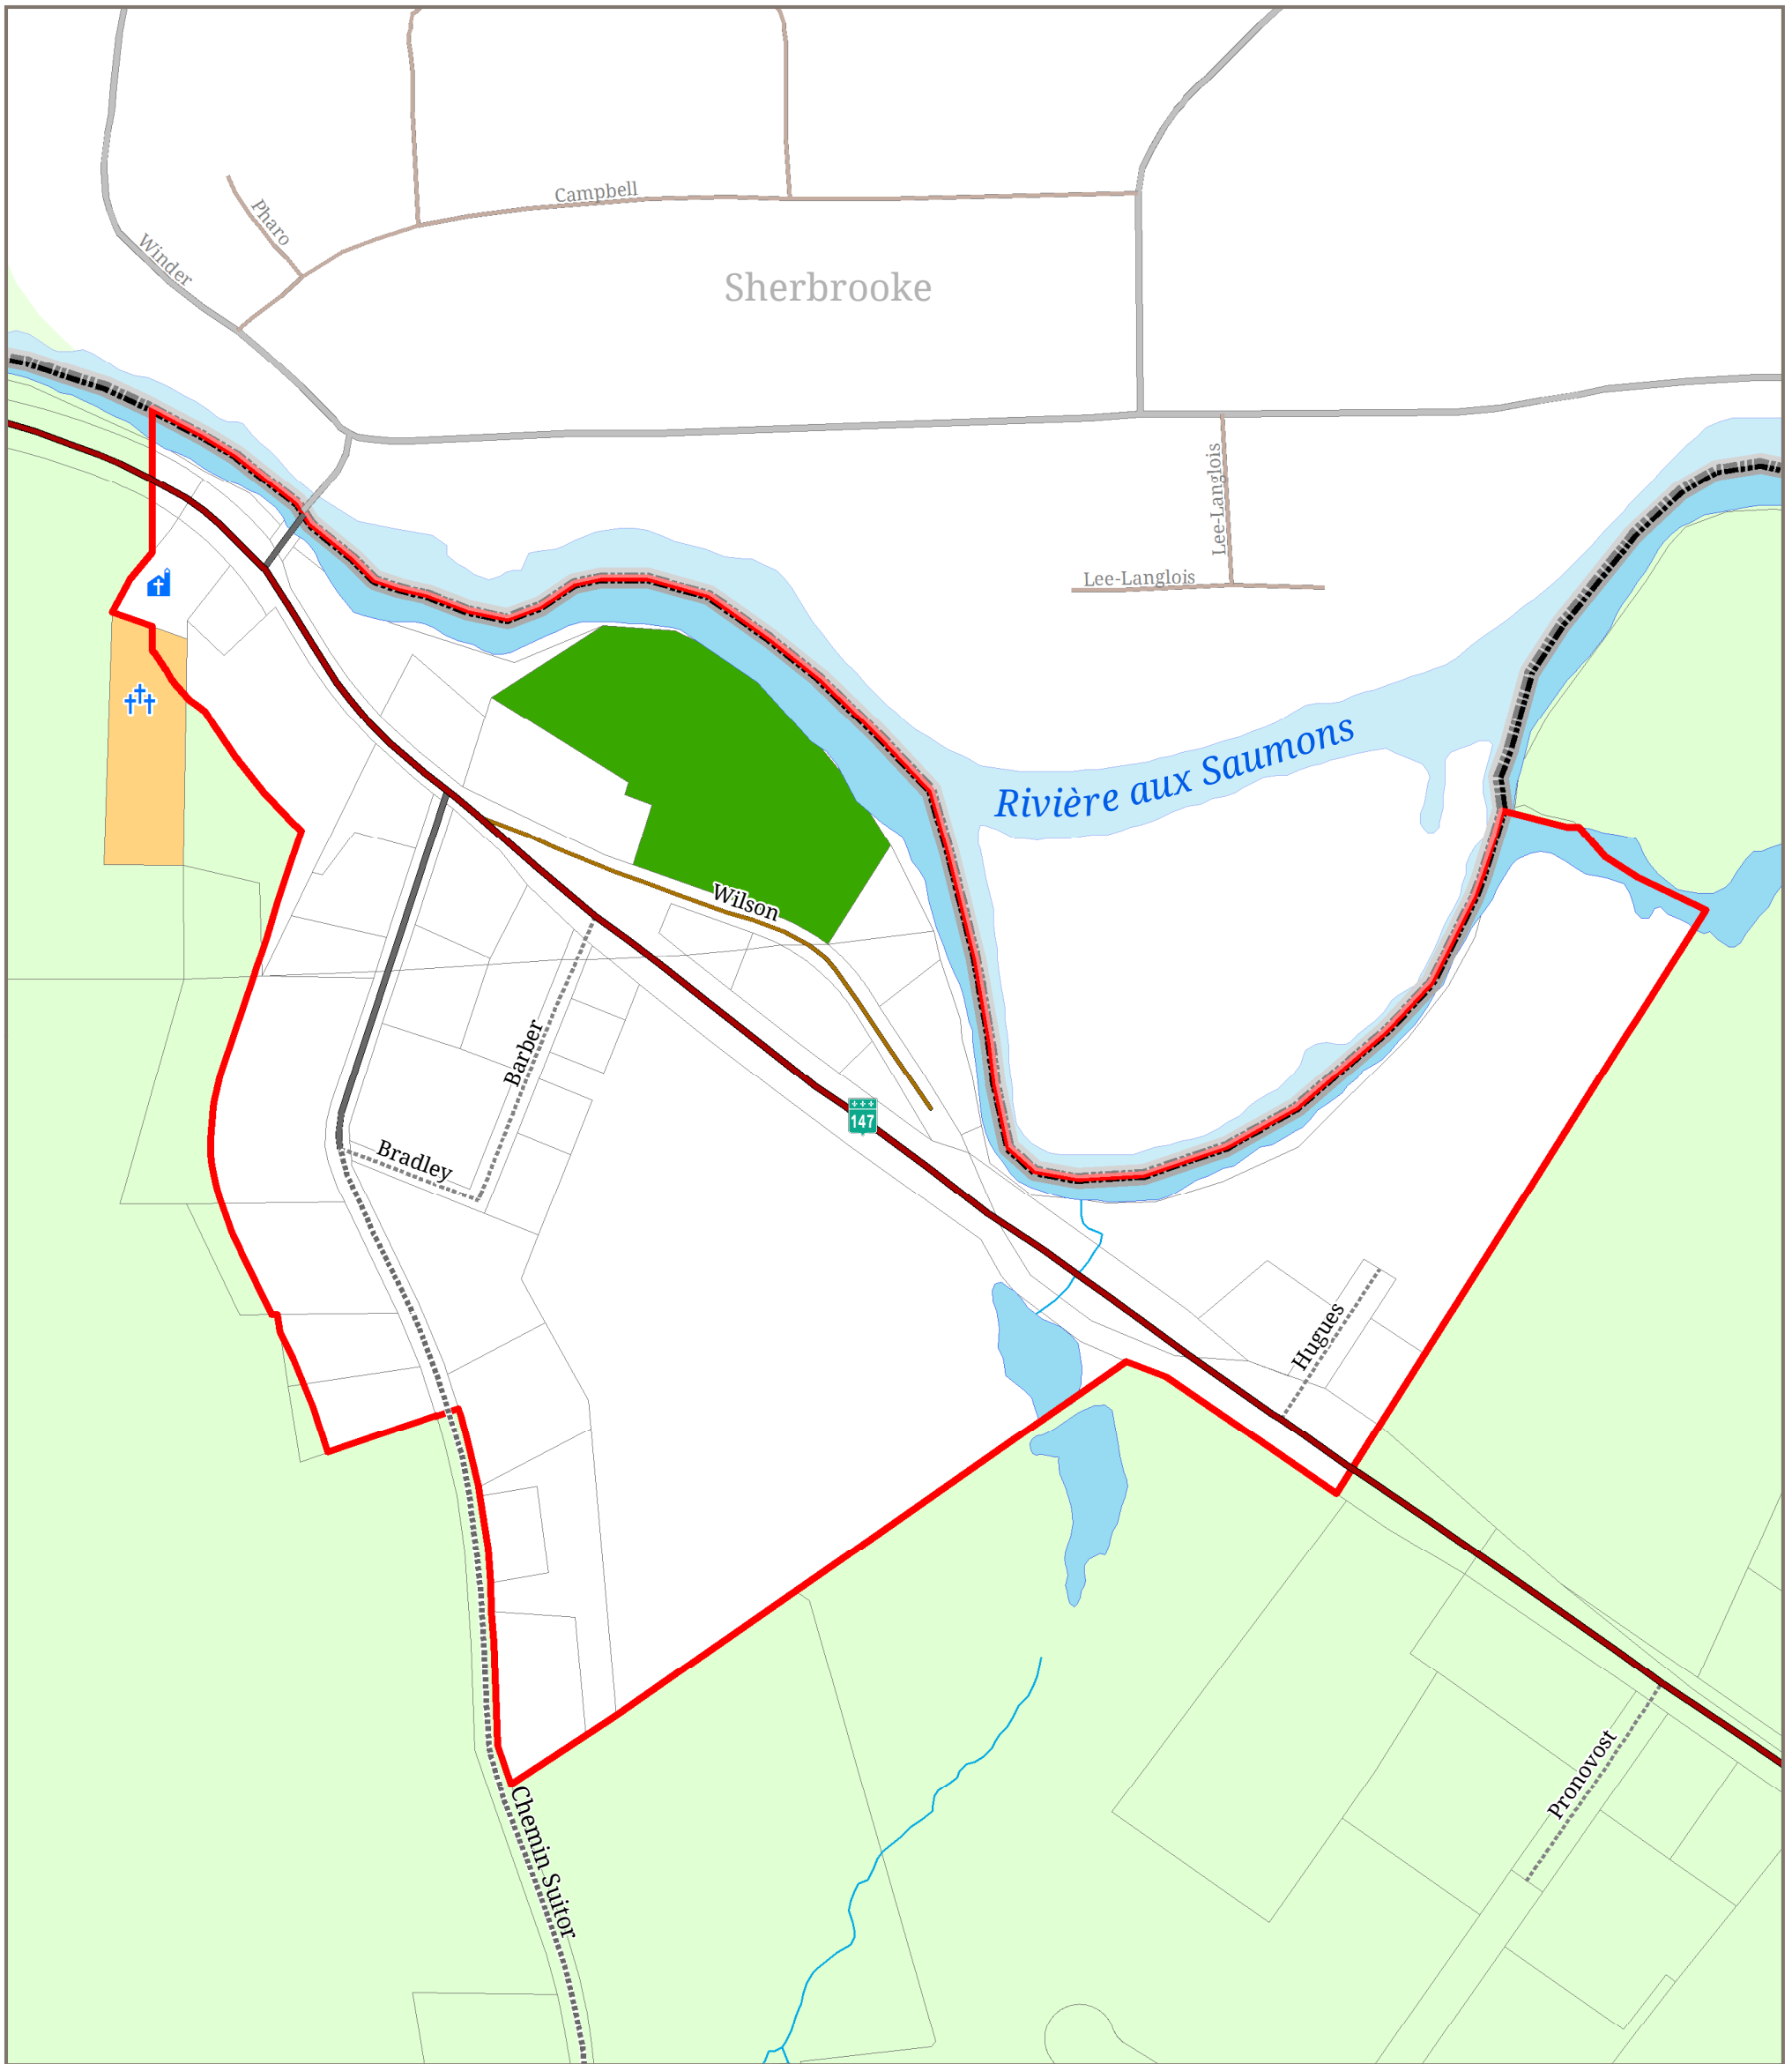 Campbell
Pharo
Winder
Sherbrooke
Lee-Langlois
Lee-Langlois
Rivière aux Saumons
Wilson
Barber
147
Bradley
Hugues
Pronovost
Chemin Suitor